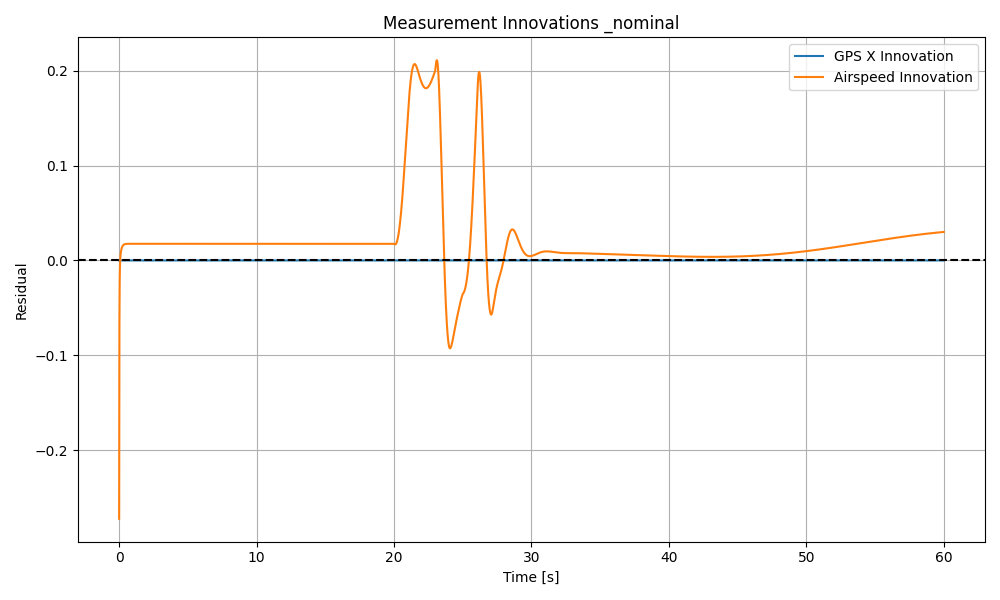 Measurement Innovations _nominal
GPS X Innovation
Airspeed Innovation
0.2
0.1
0.0
−0.1
−0.2
Residual
0
10
20
30
40
50
60
Time [s]